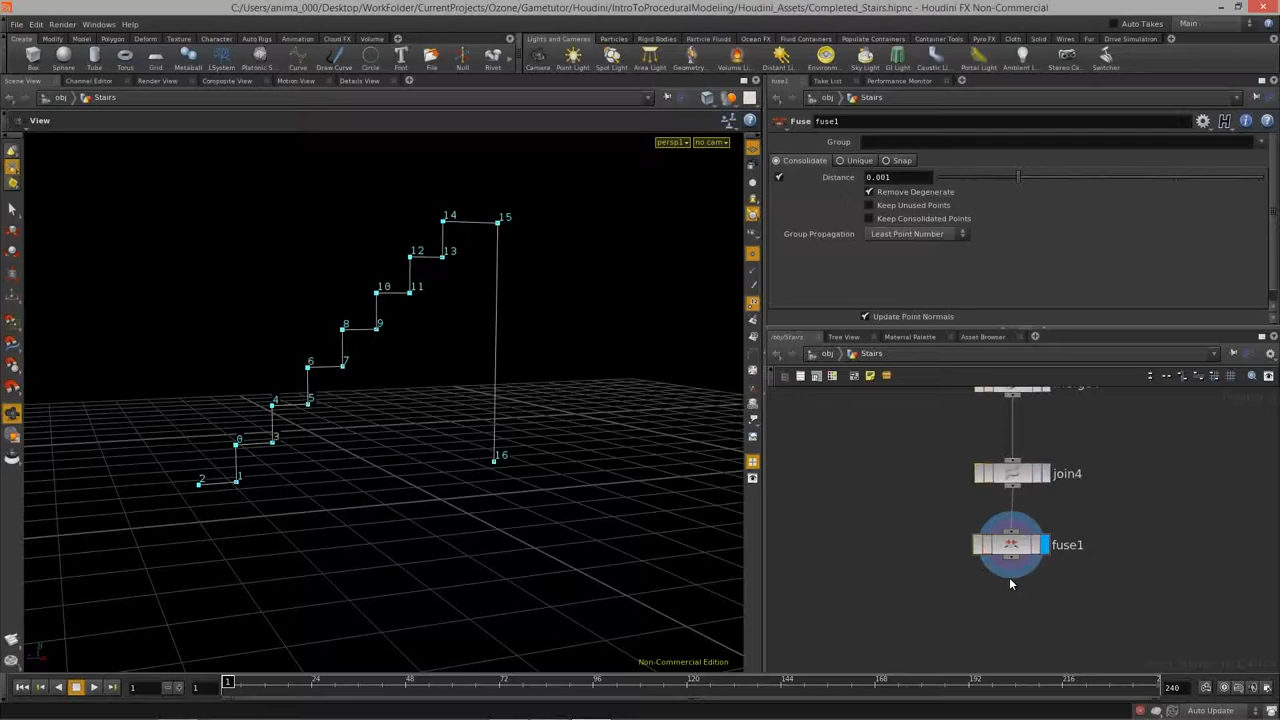 C:/Users/anima_000/Desktop/WorkFolder/CurrentProjects/Ozone/Gametutor/Houdini/IntroToProceduralModeling/Houdini_Assets/Completed_Stairs.hipnc - Houdini FX Non-Commercial
File Edit Render Windows Help Auto Takes Main
Create Modify Model Polygon Deform Texture Character Auto Rigs Animation Cloud FX Volume Lights and Cameras Particles Rigid Bodies Particle Fluids Ocean FX Fluid Containers Populate Containers Container Tools Pyro FX Cloth Solid Wires Fur Drive Simulation
Box Sphere Tube Torus Grid Metaball LSystem Platonic S Curve Draw Curve Circle Font File Null Rivet Camera Point Light Spot Light Area Light Geometry... Volume Li... Distant Li... Environ... Sky Light GI Light Caustic Li... Portal Light Ambient L... Stereo Ca... Switcher
Scene View Channel Editor Render View Composite View Motion View Details View fuse1 Take List Performance Monitor
obj Stairs obj Stairs
View
Fuse fuse1
persp1 no cam
Group
Consolidate Unique Snap
Distance 0.001
Remove Degenerate
Keep Unused Points
Keep Consolidated Points
Group Propagation Least Point Number
Update Point Normals
14 15
12 13
10 11
8 9
6 7
4 5
0 3
2 1
16
/obj/Stairs Tree View Material Palette Asset Browser
obj Stairs
join4
fuse1
Non-Commercial Edition
1 1 1 24 48 72 96 120 144 168 192 216 2 240
Auto Update